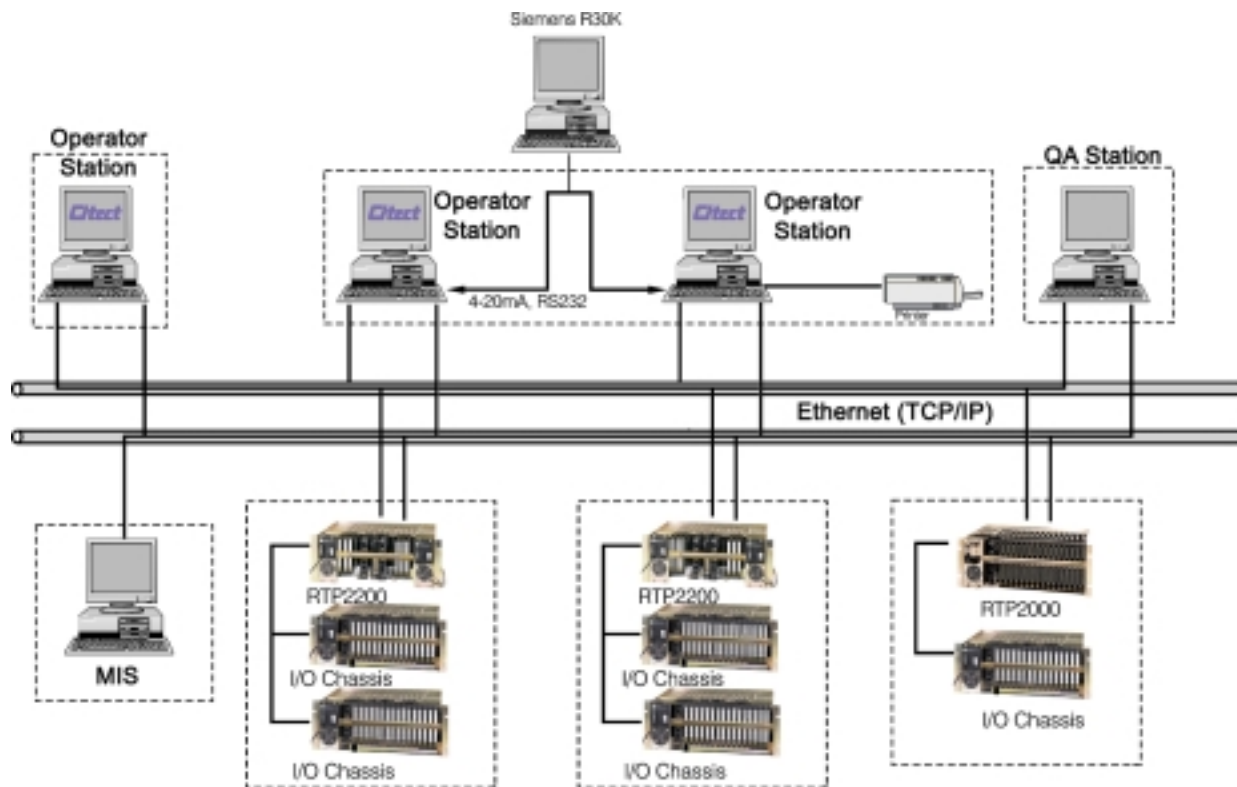 Siemens R30K
Operator
Station
QA Station
Citect
Citect
Operator
Station
Citect
Operator
Station
4-20mA, RS232
Printer
Ethernet (TCP/IP)
RTP2200
RTP2200
RTP2000
I/O Chassis
I/O Chassis
MIS
I/O Chassis
I/O Chassis
I/O Chassis